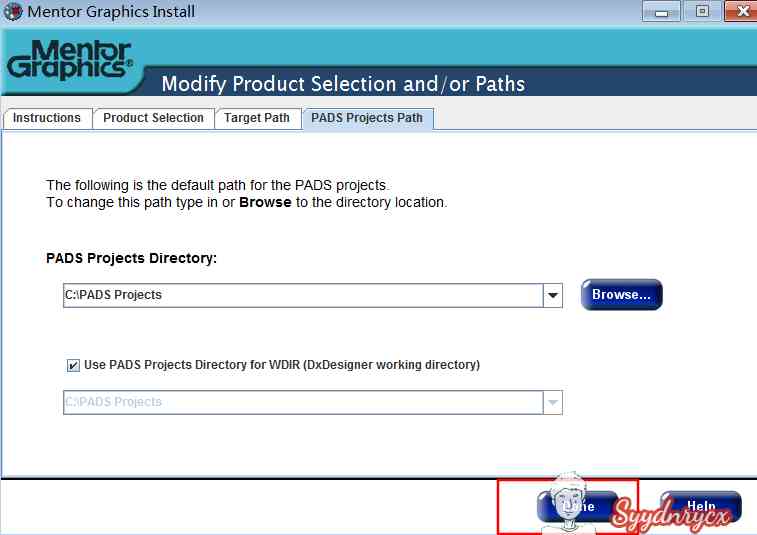 Mentor Graphics Install
Mentor
Graphics®
Modify Product Selection and/or Paths
Instructions
Product Selection
Target Path
PADS Projects Path
The following is the default path for the PADS projects.
To change this path type in or Browse to the directory location.
PADS Projects Directory:
C:\PADS Projects
Browse...
Use PADS Projects Directory for WDIR (DxDesigner working directory)
C:\PADS Projects
Help
Syydnrycx